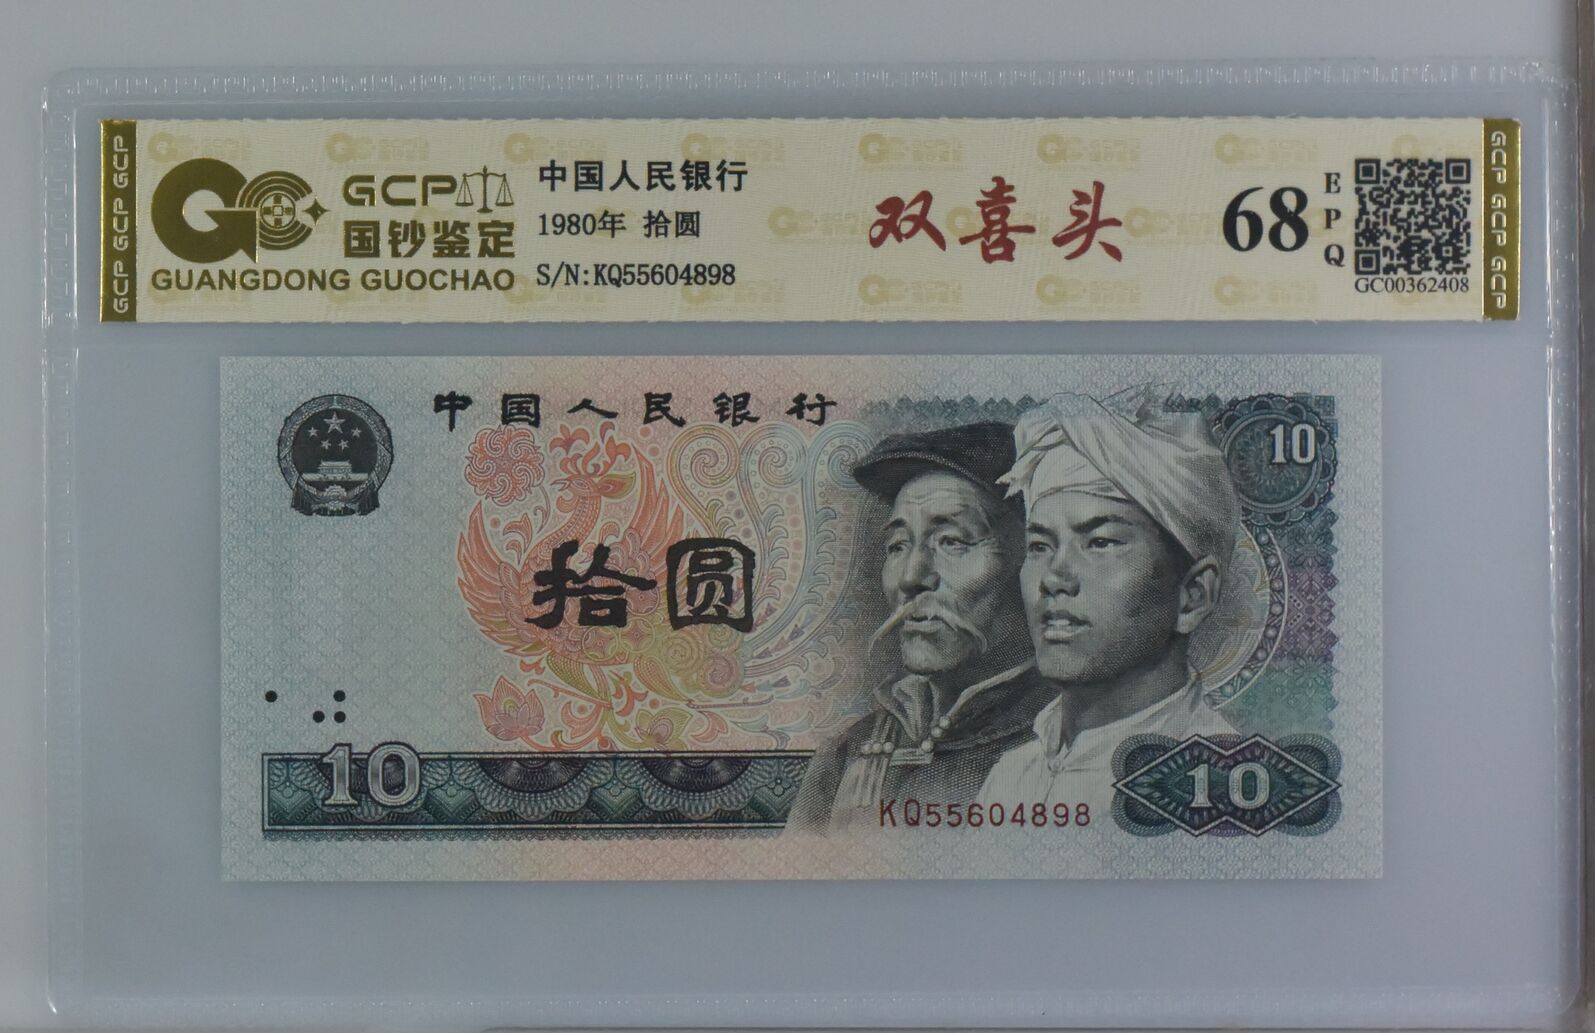 GCP GCP GCP
GCP
国钞鉴定
GUANGDONG GUOCHAO
中国人民银行
1980年 拾圆
S/N:KQ55604898
双喜头
68
EPQ
GC00362408
GCP GCP GCP
中国人民银行
10
拾圆
10
KQ55604898
10